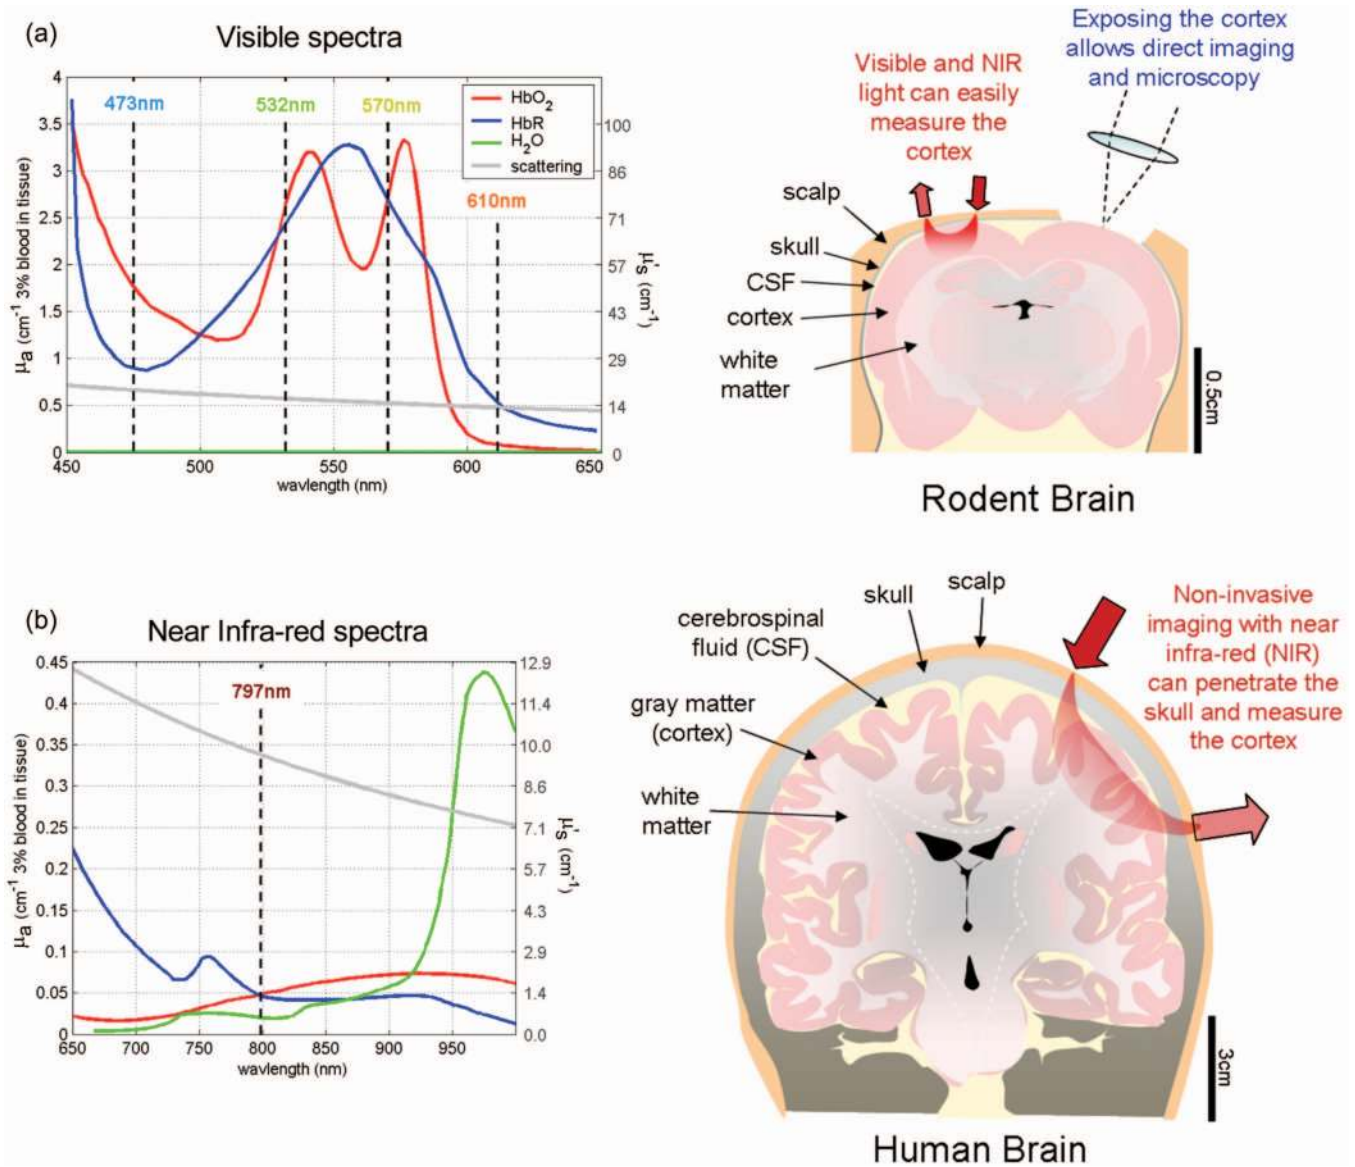 (a)
Visible spectra
4
3.5
3
2.5
2
1.5
1
0.5
0
μa (cm-1 3% blood in tissue)
473nm
532nm
570nm
610nm
HbO2
HbR
H2O
scattering
100
86
71
57
43
29
14
0
μ's (cm-1)
450
500
550
600
650
wavlength (nm)
Visible and NIR
light can easily
measure the
cortex
Exposing the cortex
allows direct imaging
and microscopy
scalp
skull
CSF
cortex
white
matter
0.5cm
Rodent Brain
(b)
Near Infra-red spectra
0.45
0.4
0.35
0.3
0.25
0.2
0.15
0.1
0.05
0
μa (cm-1 3% blood in tissue)
797nm
12.9
11.4
10.0
8.6
7.1
5.7
4.3
2.9
1.4
0.0
μ's (cm-1)
650
700
750
800
850
900
950
wavlength (nm)
skull
scalp
cerebrospinal
fluid (CSF)
gray matter
(cortex)
white
matter
Non-invasive
imaging with near
infra-red (NIR)
can penetrate the
skull and measure
the cortex
3cm
Human Brain